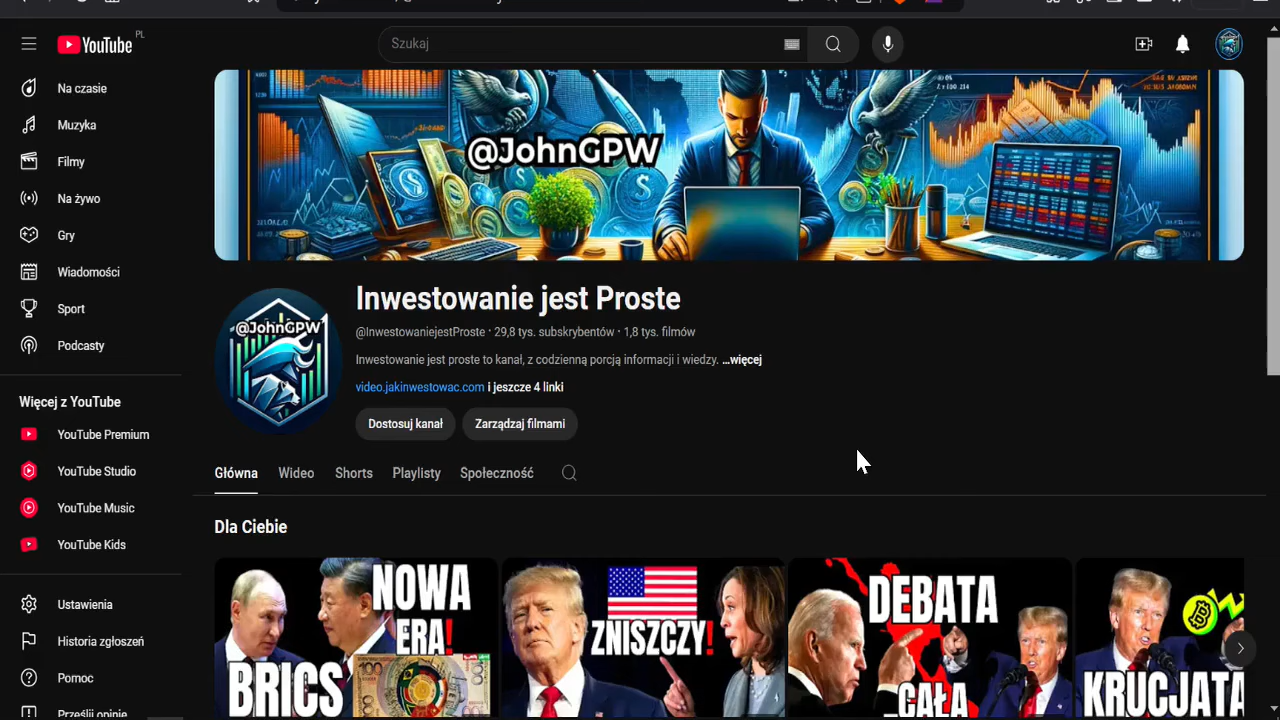 YouTube PL
Szukaj
Na czasie
Muzyka
Filmy
Na żywo
Gry
Wiadomości
Sport
Podcasty
Więcej z YouTube
YouTube Premium
YouTube Studio
YouTube Music
YouTube Kids
Ustawienia
Historia zgłoszeń
Pomoc
Prześlij opinię
@JohnGPW
@JohnGPW
Inwestowanie jest Proste
@InwestowaniejestProste · 29,8 tys. subskrybentów · 1,8 tys. filmów
Inwestowanie jest proste to kanał, z codzienną porcją informacji i wiedzy. ...więcej
video.jakinwestowac.com i jeszcze 4 linki
Dostosuj kanał
Zarządzaj filmami
Główna
Wideo
Shorts
Playlisty
Społeczność
Dla Ciebie
NOWA
ERA!
BRICS
100
ZNISZCZY!
DEBATA
CAŁA
KRUCJATA